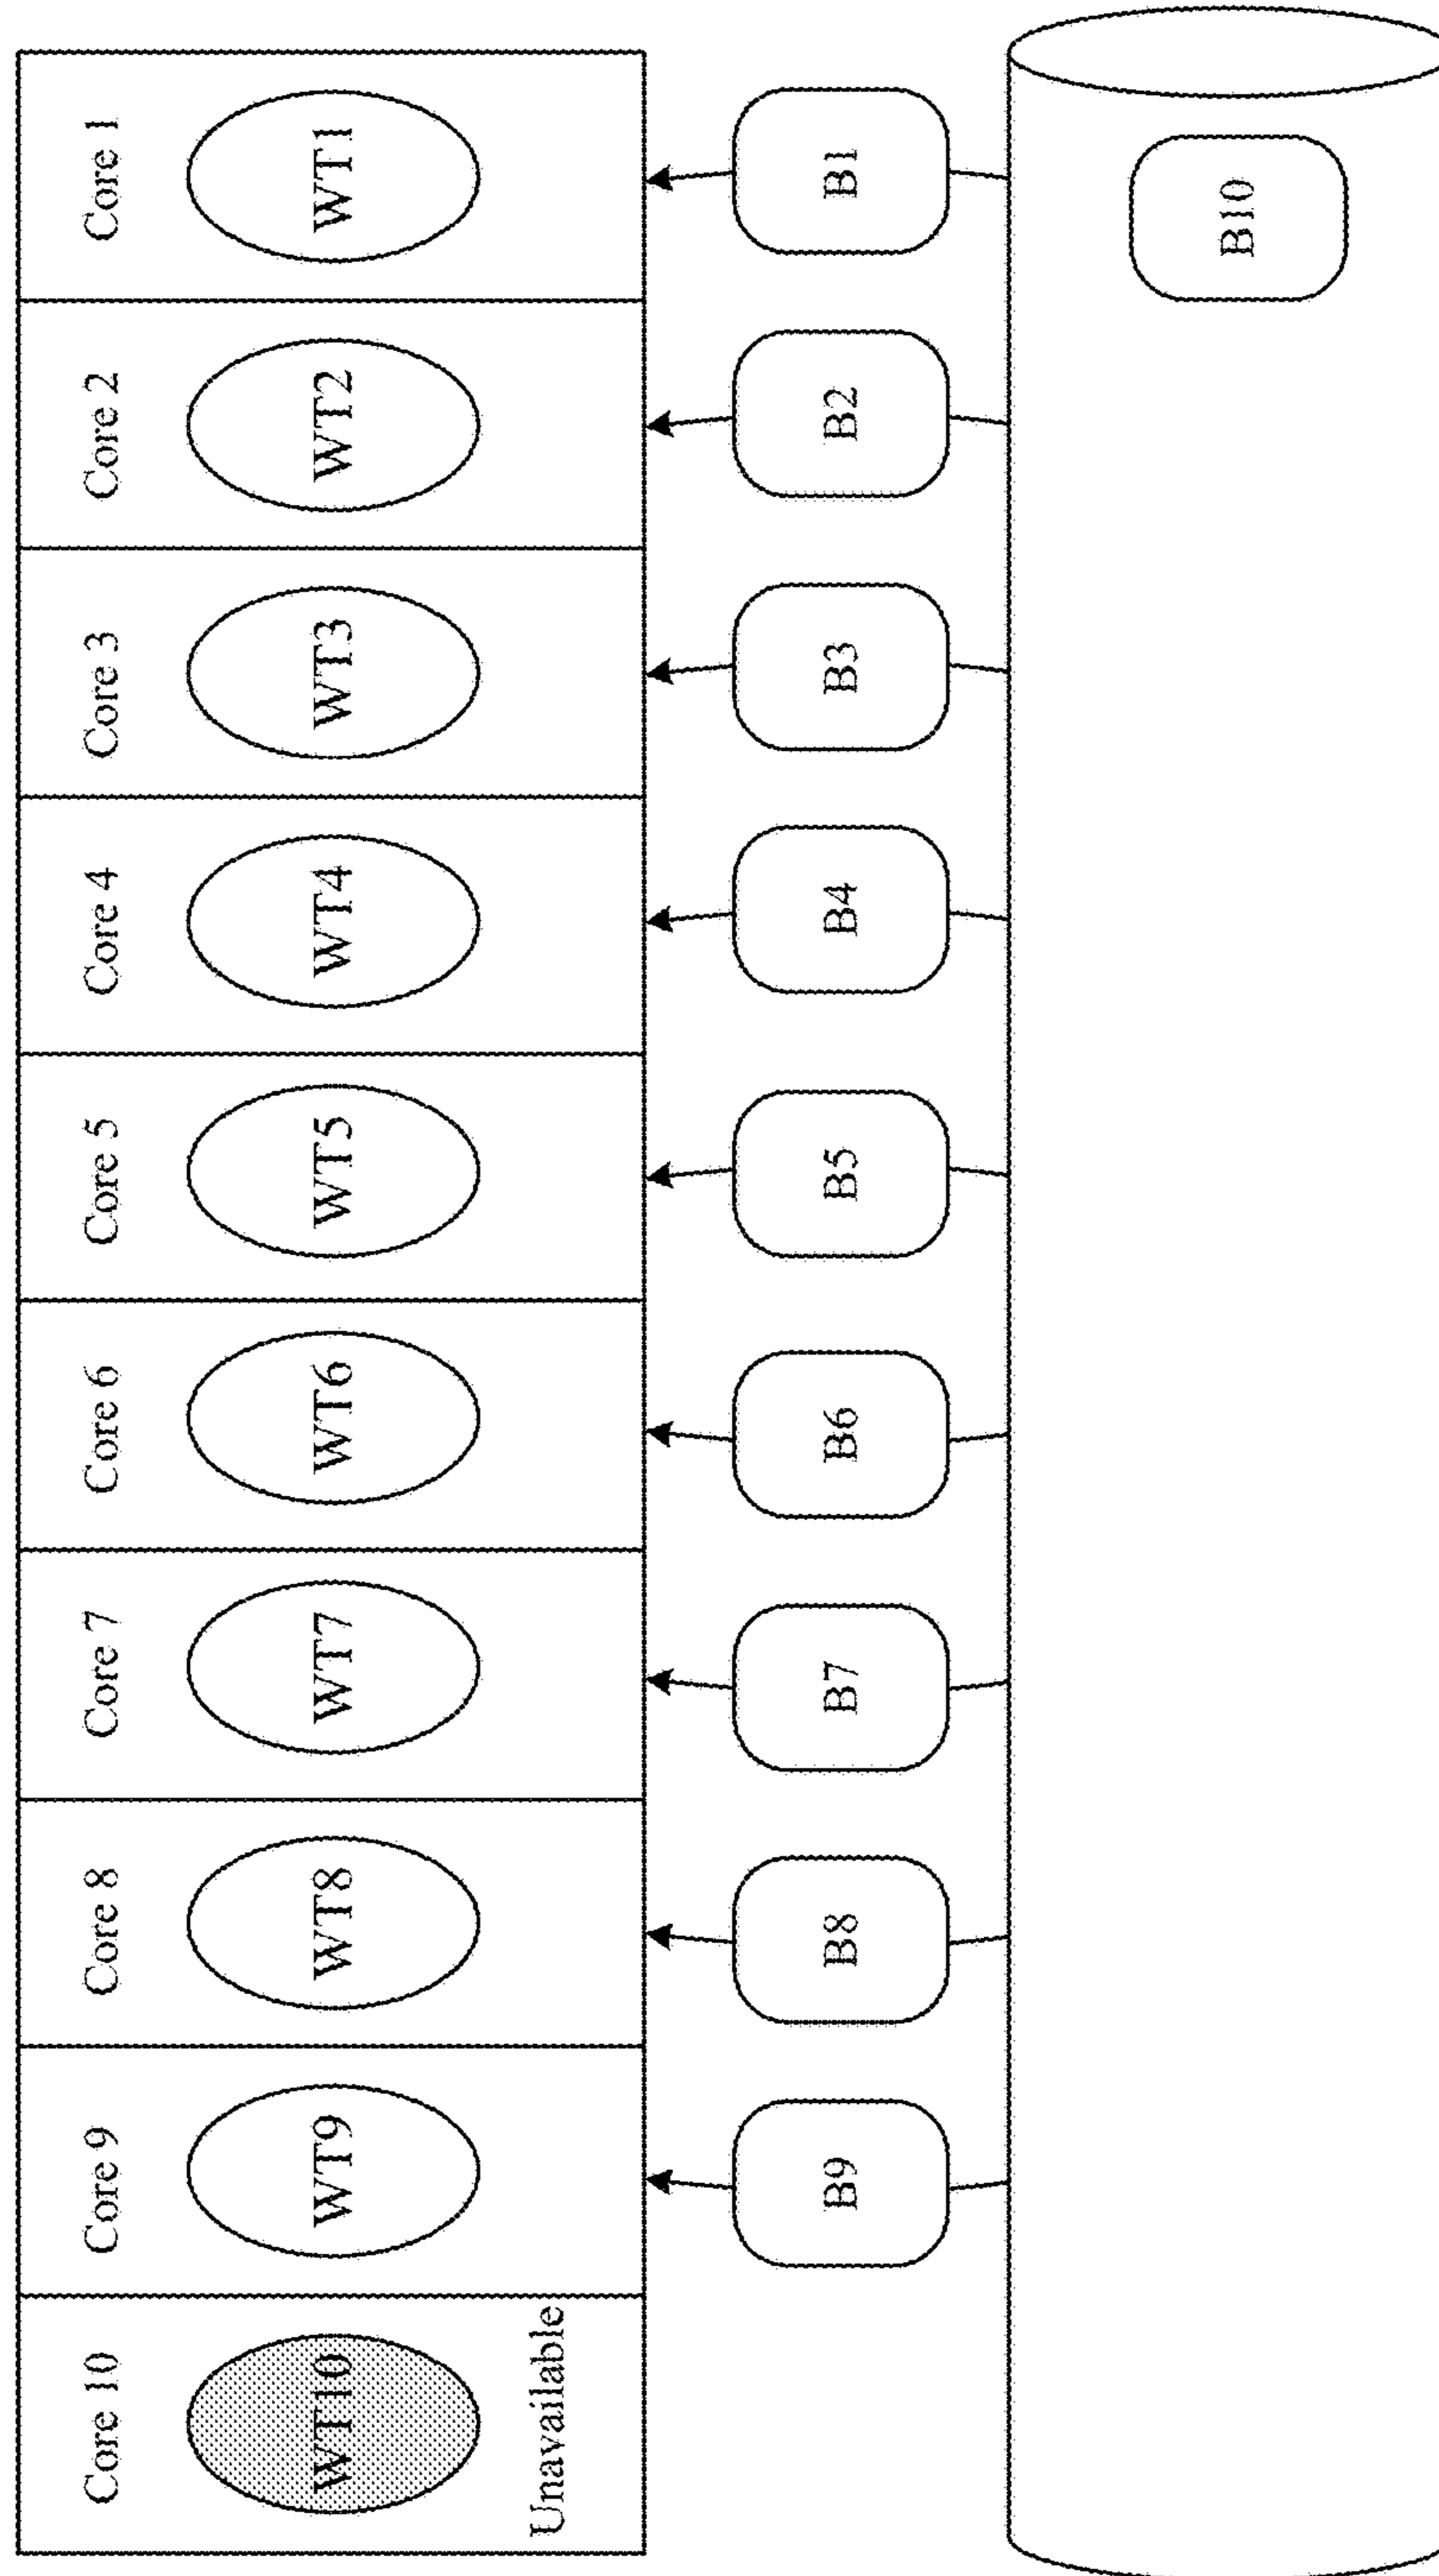 Core 10
Core 9
Core 8
Core 7
Core 6
Core 5
Core 4
Core 3
Core 2
Core 1
WT10
WT9
WT8
WT7
WT6
WT5
WT4
WT3
WT2
WT1
Unavailable
B9
B8
B7
B6
B5
B4
B3
B2
B1
B10